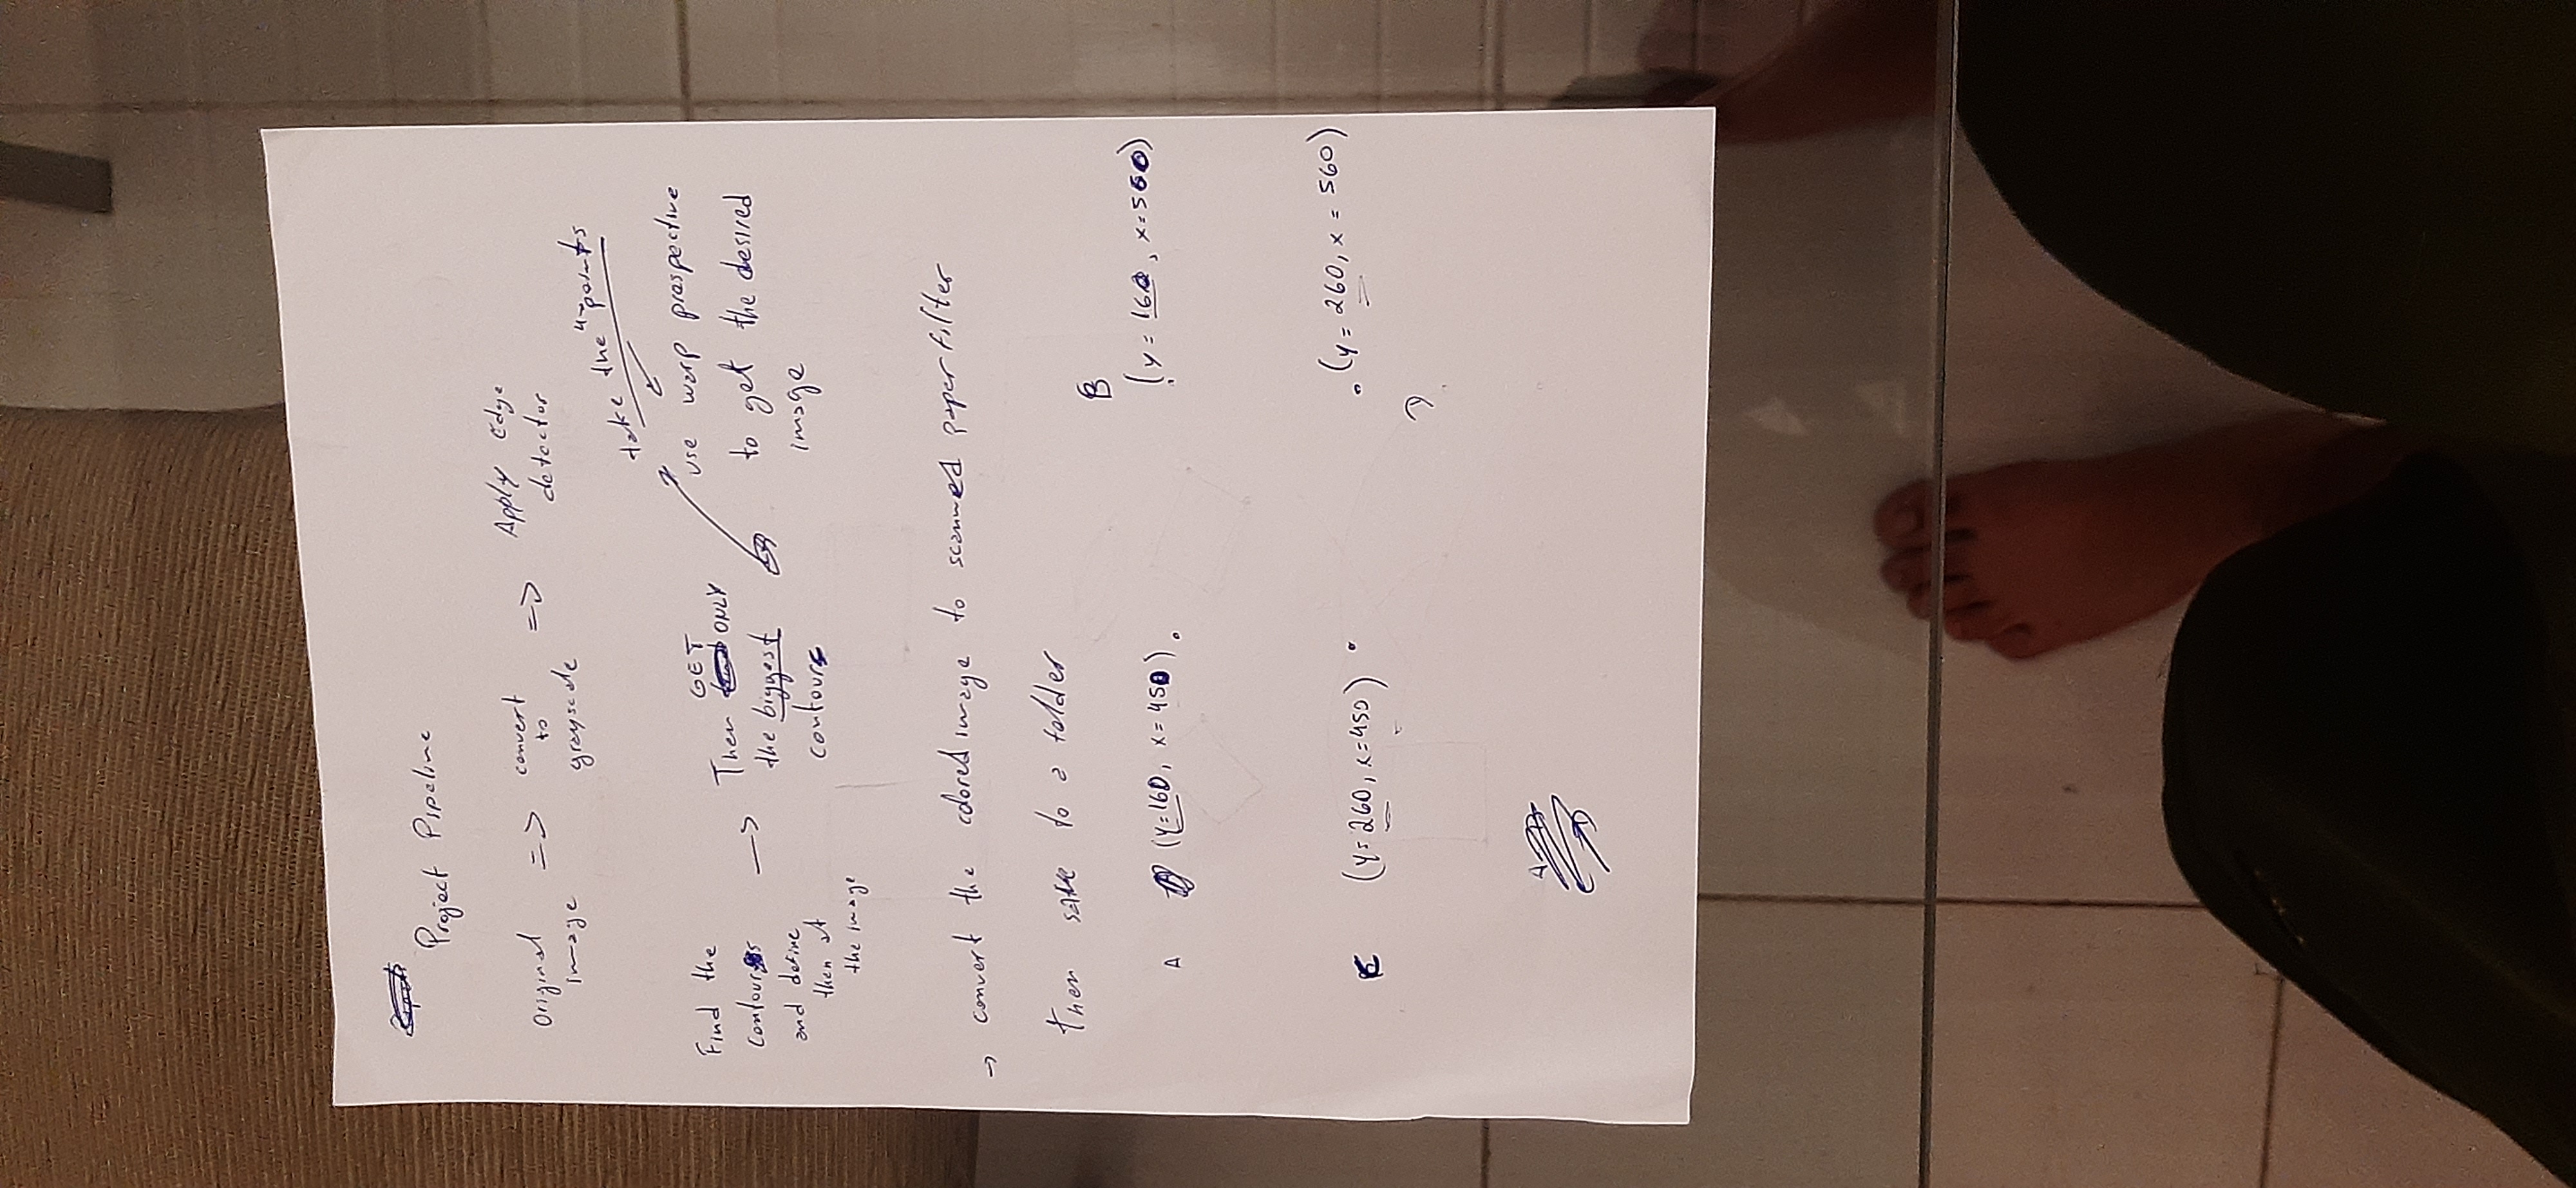 Project Pipeline
Original image => convert to grayscale => Apply Edge detector
Find the
contours
and define
then at
the image
->
GET
Then ONLY
the biggest
contours
take the 4 points
use warp prespective
to get the desired
image
-> convert the colored image to scanned paper filter
then save to a folder
A (y=160, x=450) .
B
(y=160, x=560)
C (y=260, x=450) .
. (y=260, x=560)
D